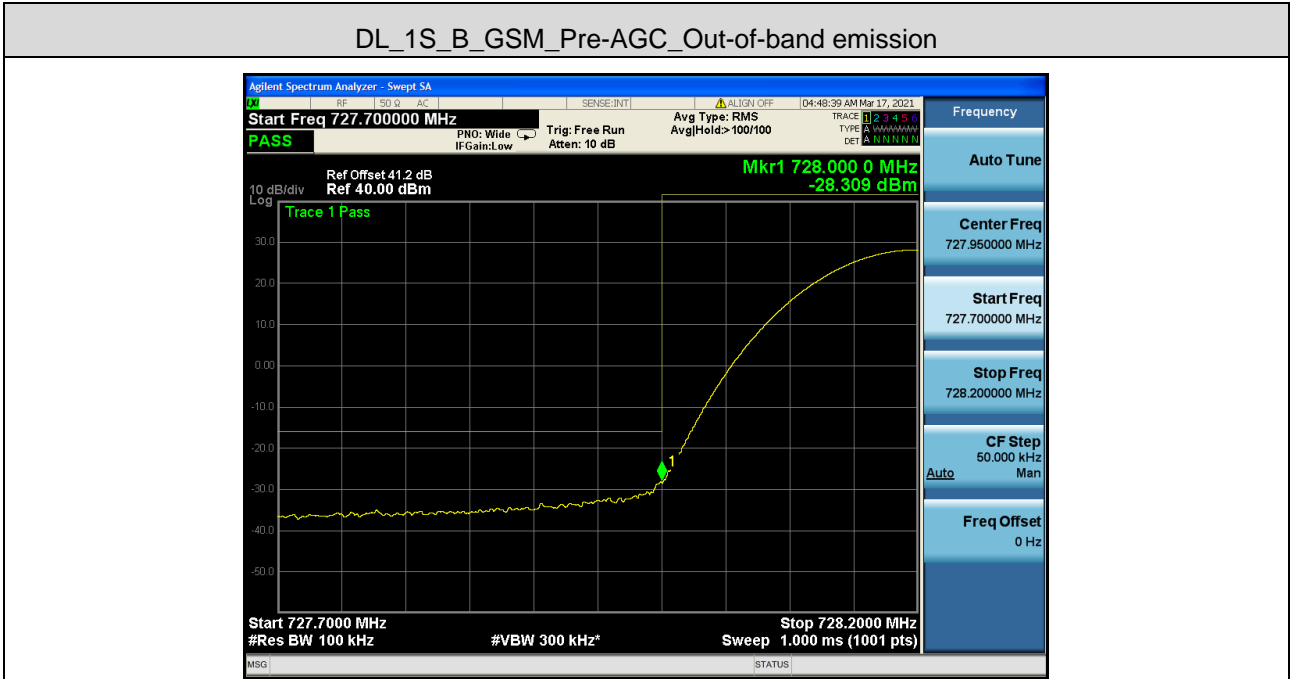 DL_1S_B_GSM_Pre-AGC_Out-of-band emission
Agilent Spectrum Analyzer - Swept SA
LXI RF 50 Ω AC SENSE:INT ALIGN OFF 04:48:39 AM Mar 17, 2021
Start Freq 727.700000 MHz
PASS
PNO: Wide
IFGain:Low
Trig: Free Run
Atten: 10 dB
Avg Type: RMS
Avg|Hold:>100/100
TRACE 1 2 3 4 5 6
TYPE A WWWWW
DET A N N N N N
Mkr1 728.000 0 MHz
-28.309 dBm
Ref Offset 41.2 dB
10 dB/div Ref 40.00 dBm
Log
Trace 1 Pass
30.0
20.0
10.0
0.00
-10.0
-20.0
-30.0
-40.0
-50.0
1
Start 727.7000 MHz Stop 728.2000 MHz
#Res BW 100 kHz #VBW 300 kHz* Sweep 1.000 ms (1001 pts)
MSG STATUS
Frequency
Auto Tune
Center Freq
727.950000 MHz
Start Freq
727.700000 MHz
Stop Freq
728.200000 MHz
CF Step
50.000 kHz
Auto Man
Freq Offset
0 Hz